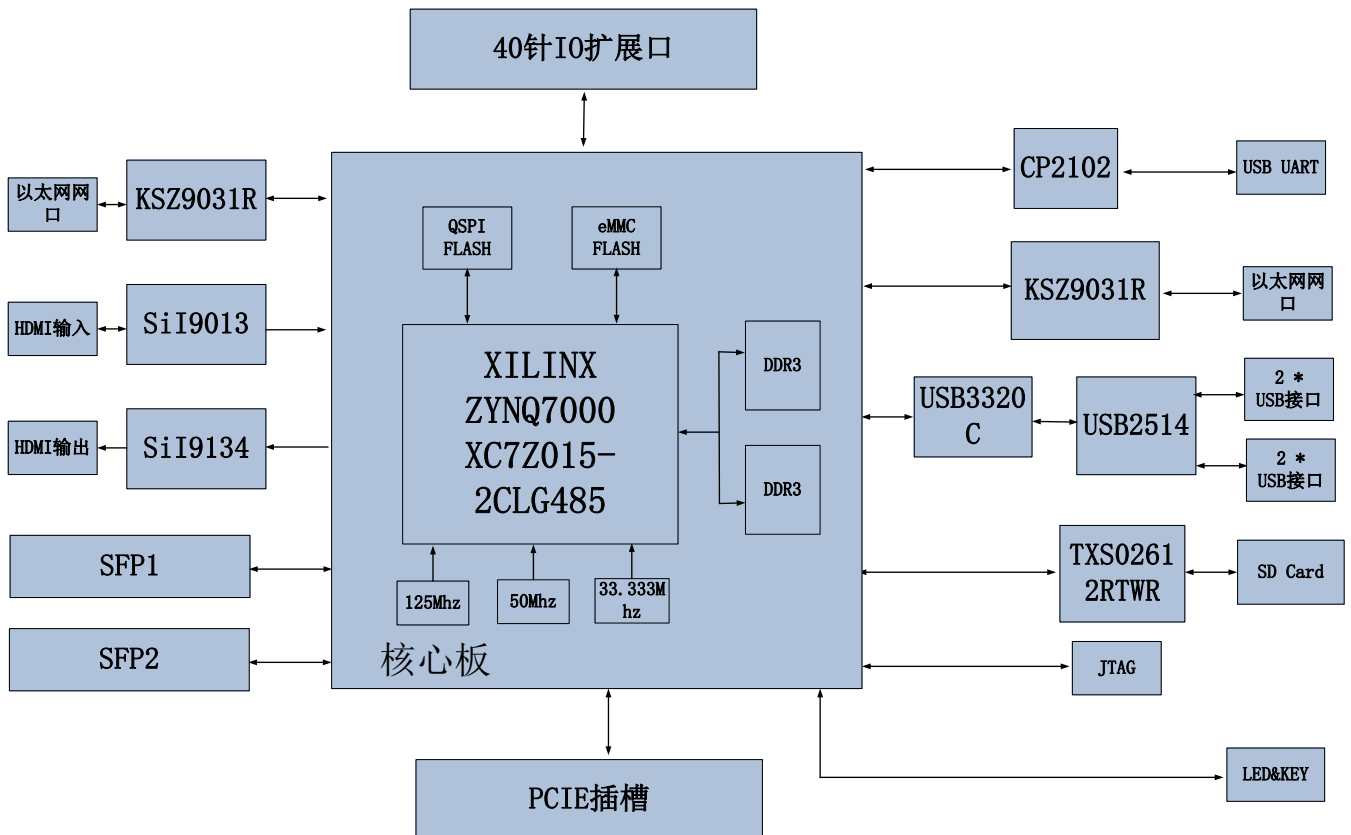 40针IO扩展口
以太网网
口
KSZ9031R
HDMI输入
SiI9013
HDMI输出
SiI9134
SFP1
SFP2
QSPI
FLASH
eMMC
FLASH
XILINX
ZYNQ7000
XC7Z015-
2CLG485
DDR3
DDR3
125Mhz
50Mhz
33.333M
hz
核心板
CP2102
USB UART
KSZ9031R
以太网网
口
USB3320
C
USB2514
2 *
USB接口
2 *
USB接口
TXS0261
2RTWR
SD Card
JTAG
LED&KEY
PCIE插槽